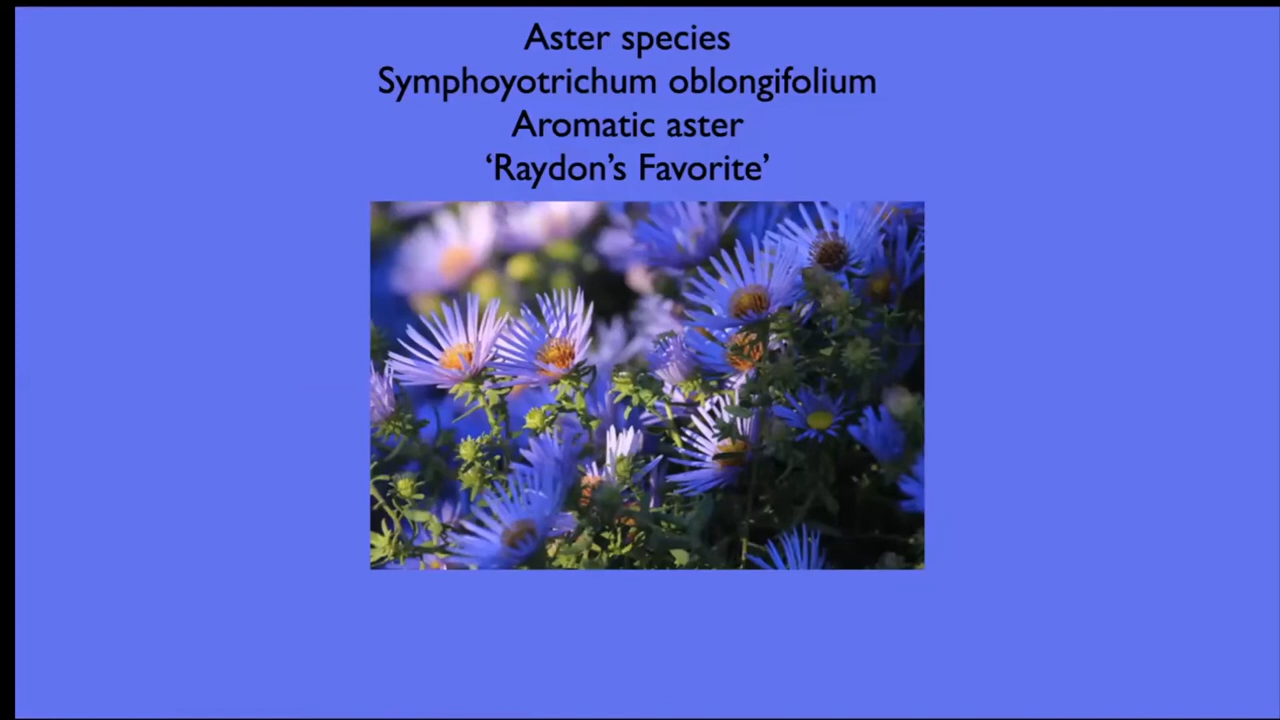 Aster species
Symphoyotrichum oblongifolium
Aromatic aster
‘Raydon’s Favorite’